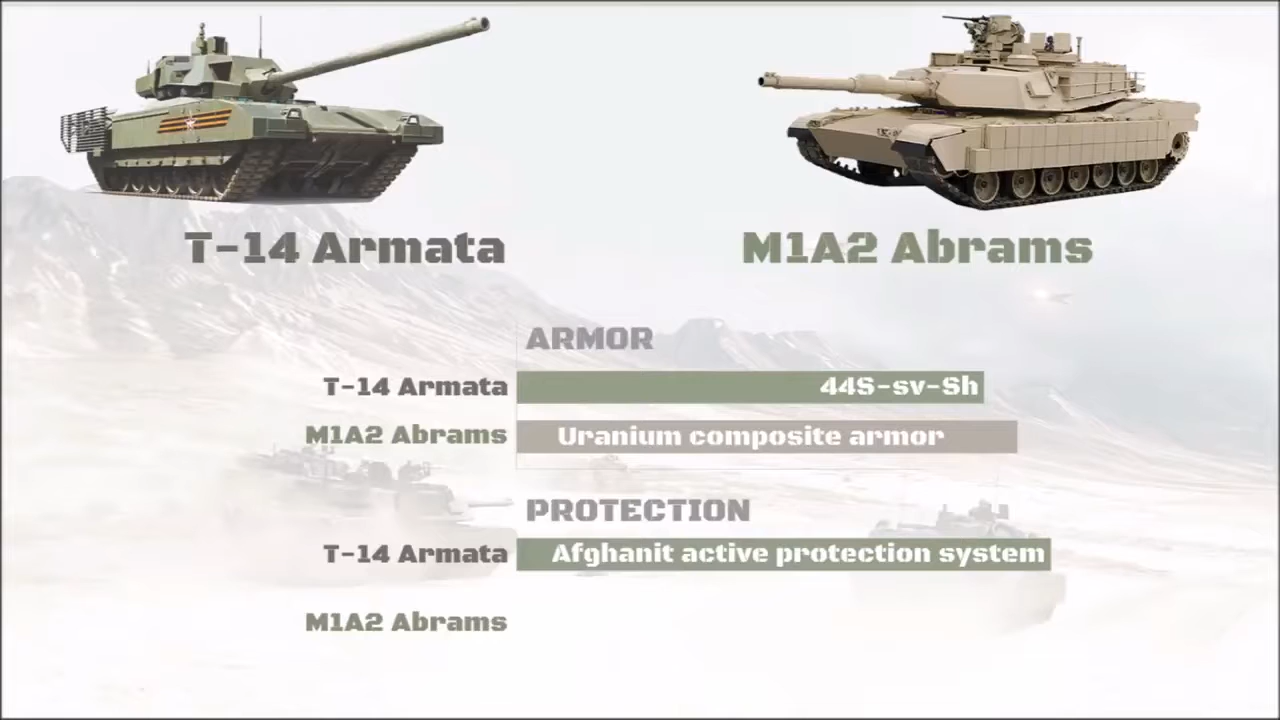 T-14 Armata
M1A2 Abrams
ARMOR
T-14 Armata 44S-sv-Sh
M1A2 Abrams Uranium composite armor
PROTECTION
T-14 Armata Afghanit active protection system
M1A2 Abrams